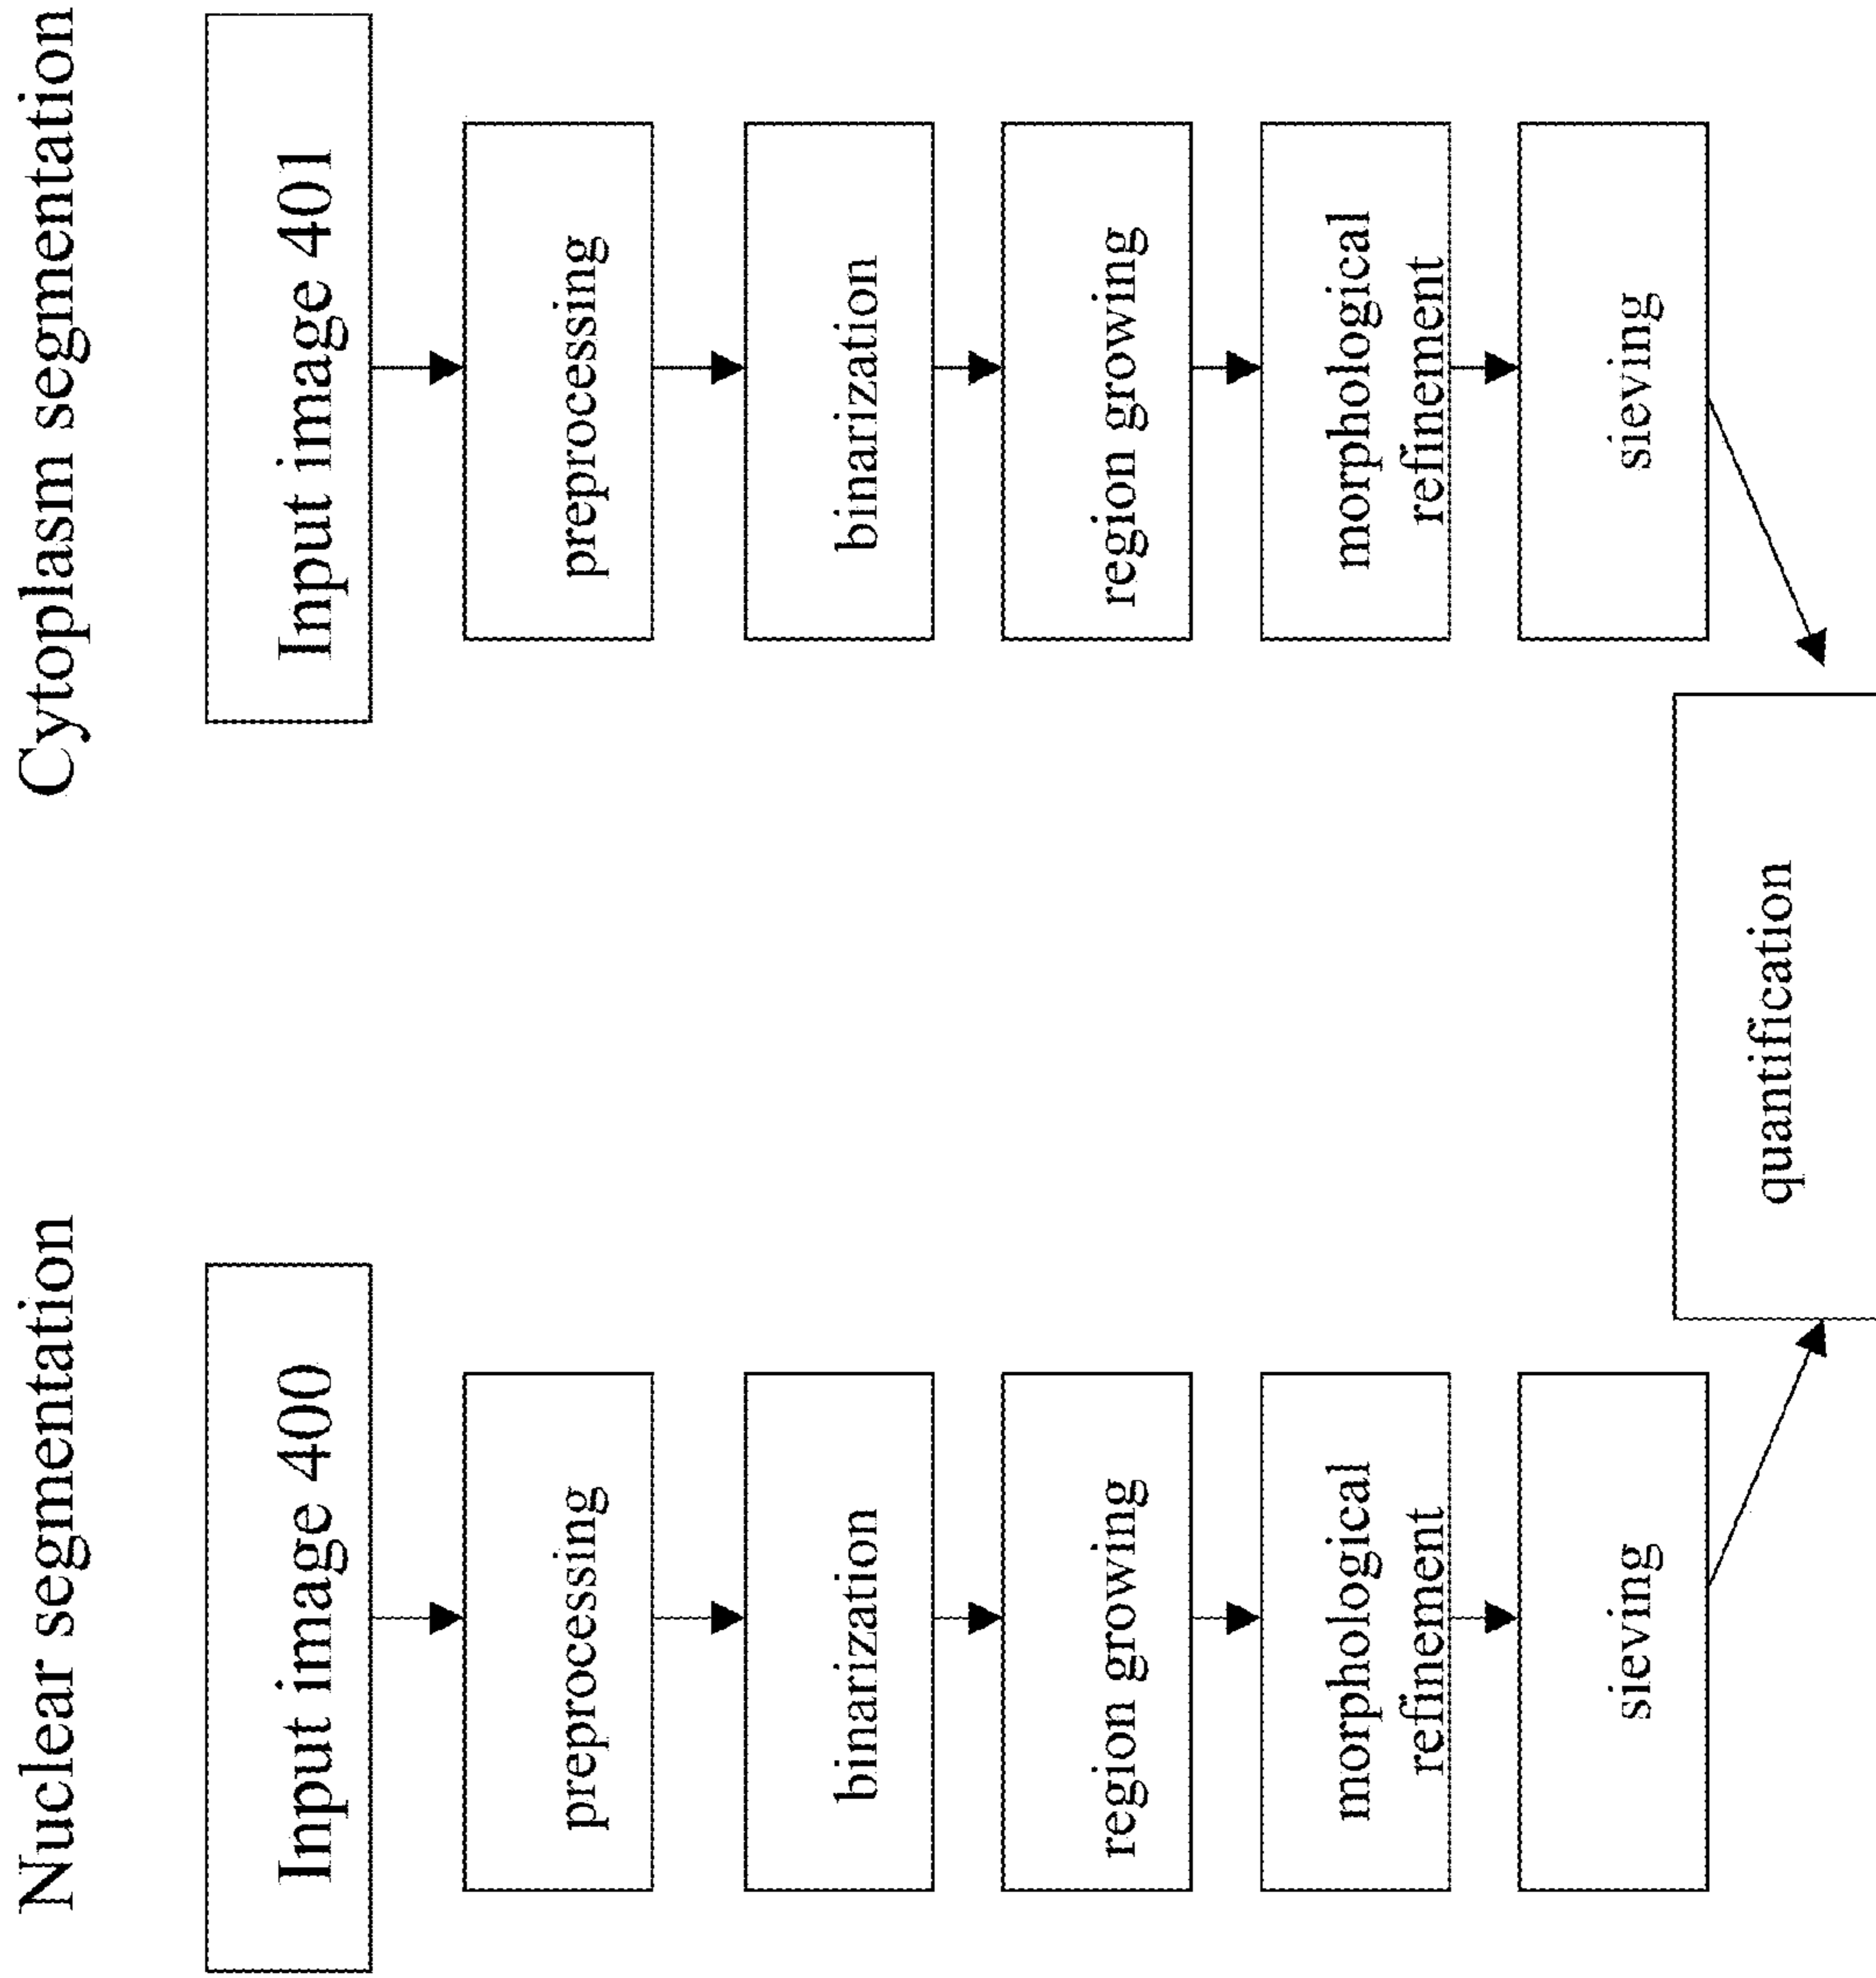 Nuclear segmentation
Input image 400
preprocessing
binarization
region growing
morphological
refinement
sieving
Cytoplasm segmentation
Input image 401
preprocessing
binarization
region growing
morphological
refinement
sieving
quantification